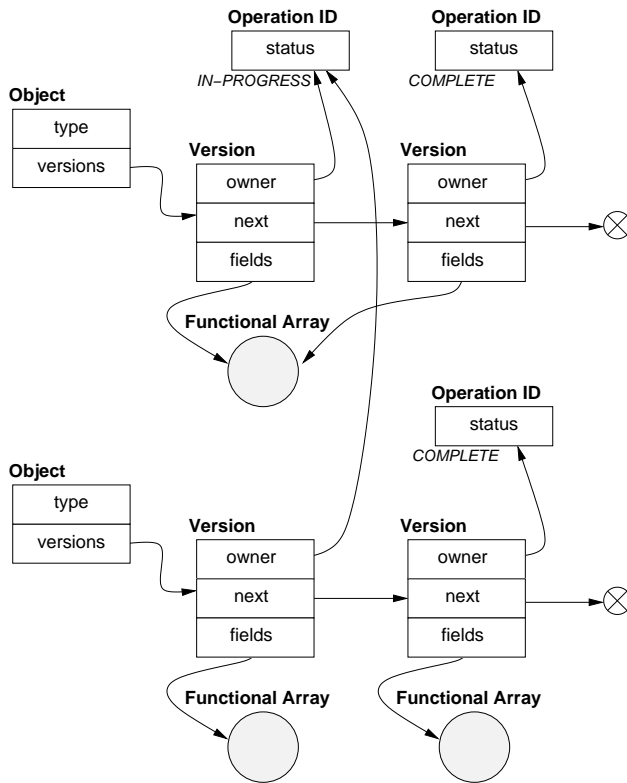 Operation ID
Operation ID
status
status
IN–PROGRESS
COMPLETE
Object
type
versions
Version
Version
owner
owner
next
next
fields
fields
Functional Array
Operation ID
status
COMPLETE
Object
type
versions
Version
Version
owner
owner
next
next
fields
fields
Functional Array
Functional Array